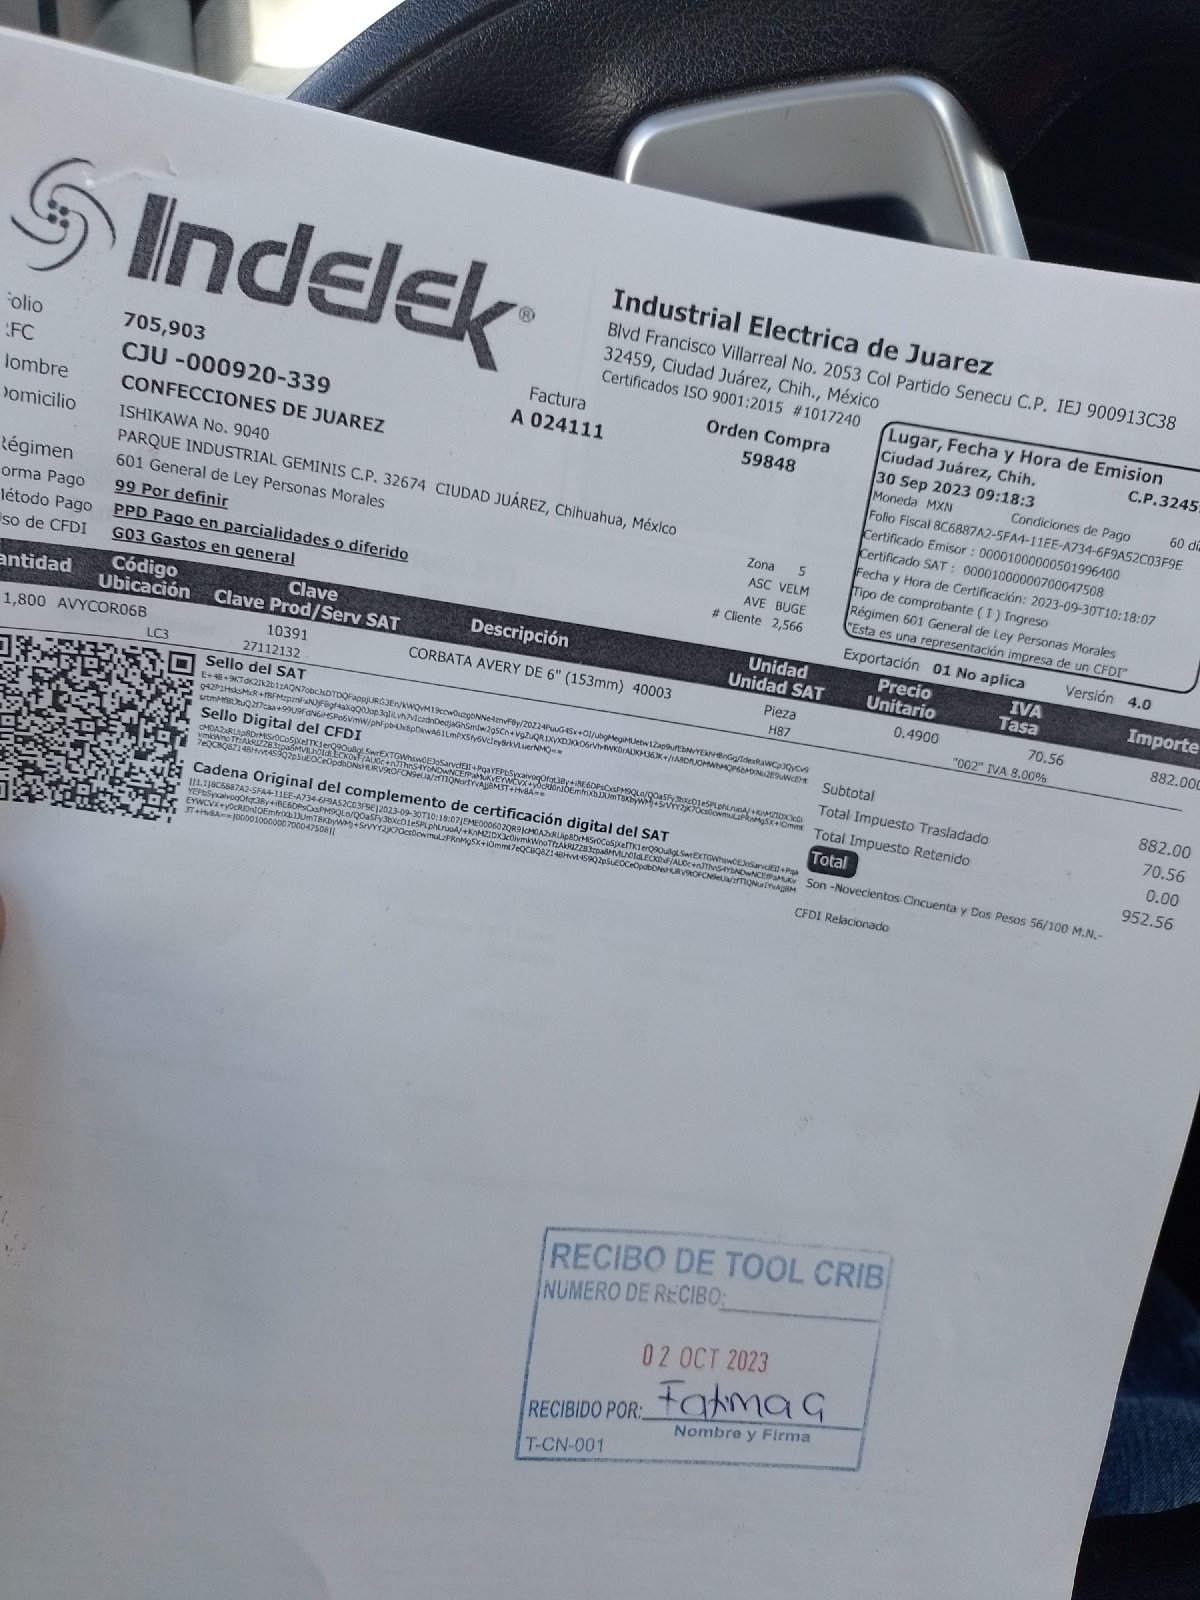 Indelek®
Industrial Electrica de Juarez
Blvd Francisco Villarreal No. 2053 Col Partido Senecu C.P. IEJ 900913C38
32459, Ciudad Juárez, Chih., México
Certificados ISO 9001:2015 #1017240
olio 705,903
FC CJU -000920-339
ombre CONFECCIONES DE JUAREZ
omicilio ISHIKAWA No. 9040
PARQUE INDUSTRIAL GEMINIS C.P. 32674 CIUDAD JUÁREZ, Chihuahua, México
Régimen 601 General de Ley Personas Morales
orma Pago 99 Por definir
létodo Pago PPD Pago en parcialidades o diferido
so de CFDI G03 Gastos en general
Factura
A 024111
Orden Compra
59848
Zona 5
ASC VELM
AVE BUGE
# Cliente 2,566
Lugar, Fecha y Hora de Emision
Ciudad Juárez, Chih. C.P.3245
30 Sep 2023 09:18:3
Moneda MXN Condiciones de Pago 60 di
Folio Fiscal 8C6887A2-5FA4-11EE-A734-6F9A52C03F9E
Certificado Emisor : 00001000000501996400
Certificado SAT : 00001000000700047508
Fecha y Hora de Certificación: 2023-09-30T10:18:07
Tipo de comprobante ( I ) Ingreso
Régimen 601 General de Ley Personas Morales
"Esta es una representación impresa de un CFDI"
Exportación 01 No aplica Versión 4.0
antidad Código Ubicación Clave Clave Prod/Serv SAT Descripción Unidad Unidad SAT Precio Unitario IVA Tasa Importe
1,800 AVYCOR06B 10391 CORBATA AVERY DE 6" (153mm) 40003 Pieza 0.4900 70.56 882.000
LC3 27112132 H87 "002" IVA 8.00%
Sello del SAT
Sello Digital del CFDI
Cadena Original del complemento de certificación digital del SAT
Subtotal 882.00
Total Impuesto Trasladado 70.56
Total Impuesto Retenido 0.00
Total 952.56
Son -Novecientos Cincuenta y Dos Pesos 56/100 M.N.-
CFDI Relacionado
RECIBO DE TOOL CRIB
NUMERO DE RECIBO:
02 OCT 2023
RECIBIDO POR: Fatima G
Nombre y Firma
T-CN-001